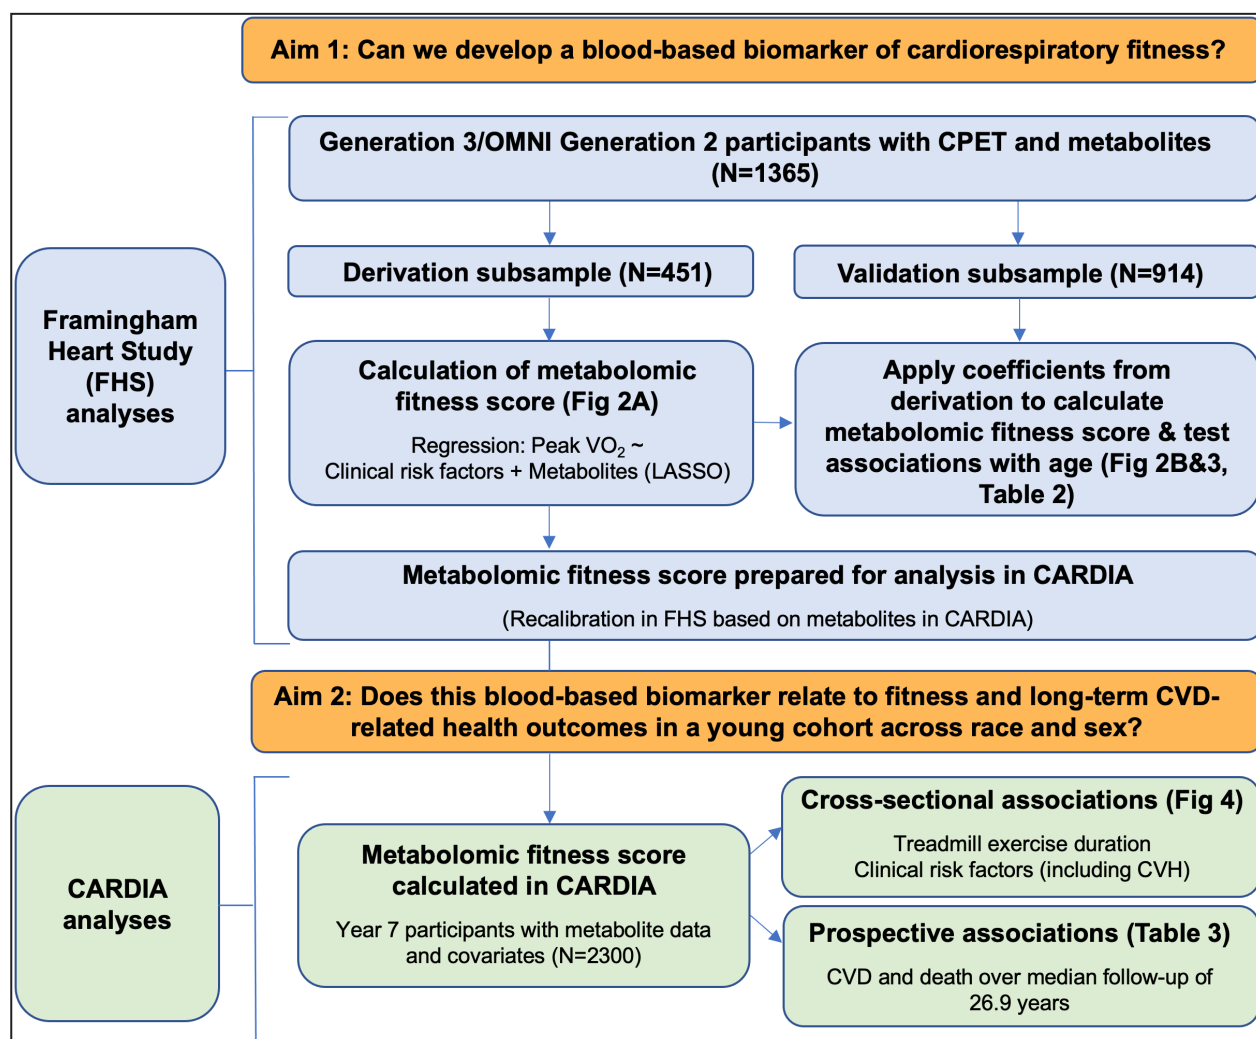 Aim 1: Can we develop a blood-based biomarker of cardiorespiratory fitness?
Generation 3/OMNI Generation 2 participants with CPET and metabolites
(N=1365)
Derivation subsample (N=451)
Validation subsample (N=914)
Framingham
Heart Study
(FHS)
analyses
Calculation of metabolomic
fitness score (Fig 2A)
Regression: Peak VO₂ ~
Clinical risk factors + Metabolites (LASSO)
Apply coefficients from
derivation to calculate
metabolomic fitness score & test
associations with age (Fig 2B&3,
Table 2)
Metabolomic fitness score prepared for analysis in CARDIA
(Recalibration in FHS based on metabolites in CARDIA)
Aim 2: Does this blood-based biomarker relate to fitness and long-term CVD-
related health outcomes in a young cohort across race and sex?
CARDIA
analyses
Metabolomic fitness score
calculated in CARDIA
Year 7 participants with metabolite data
and covariates (N=2300)
Cross-sectional associations (Fig 4)
Treadmill exercise duration
Clinical risk factors (including CVH)
Prospective associations (Table 3)
CVD and death over median follow-up of
26.9 years